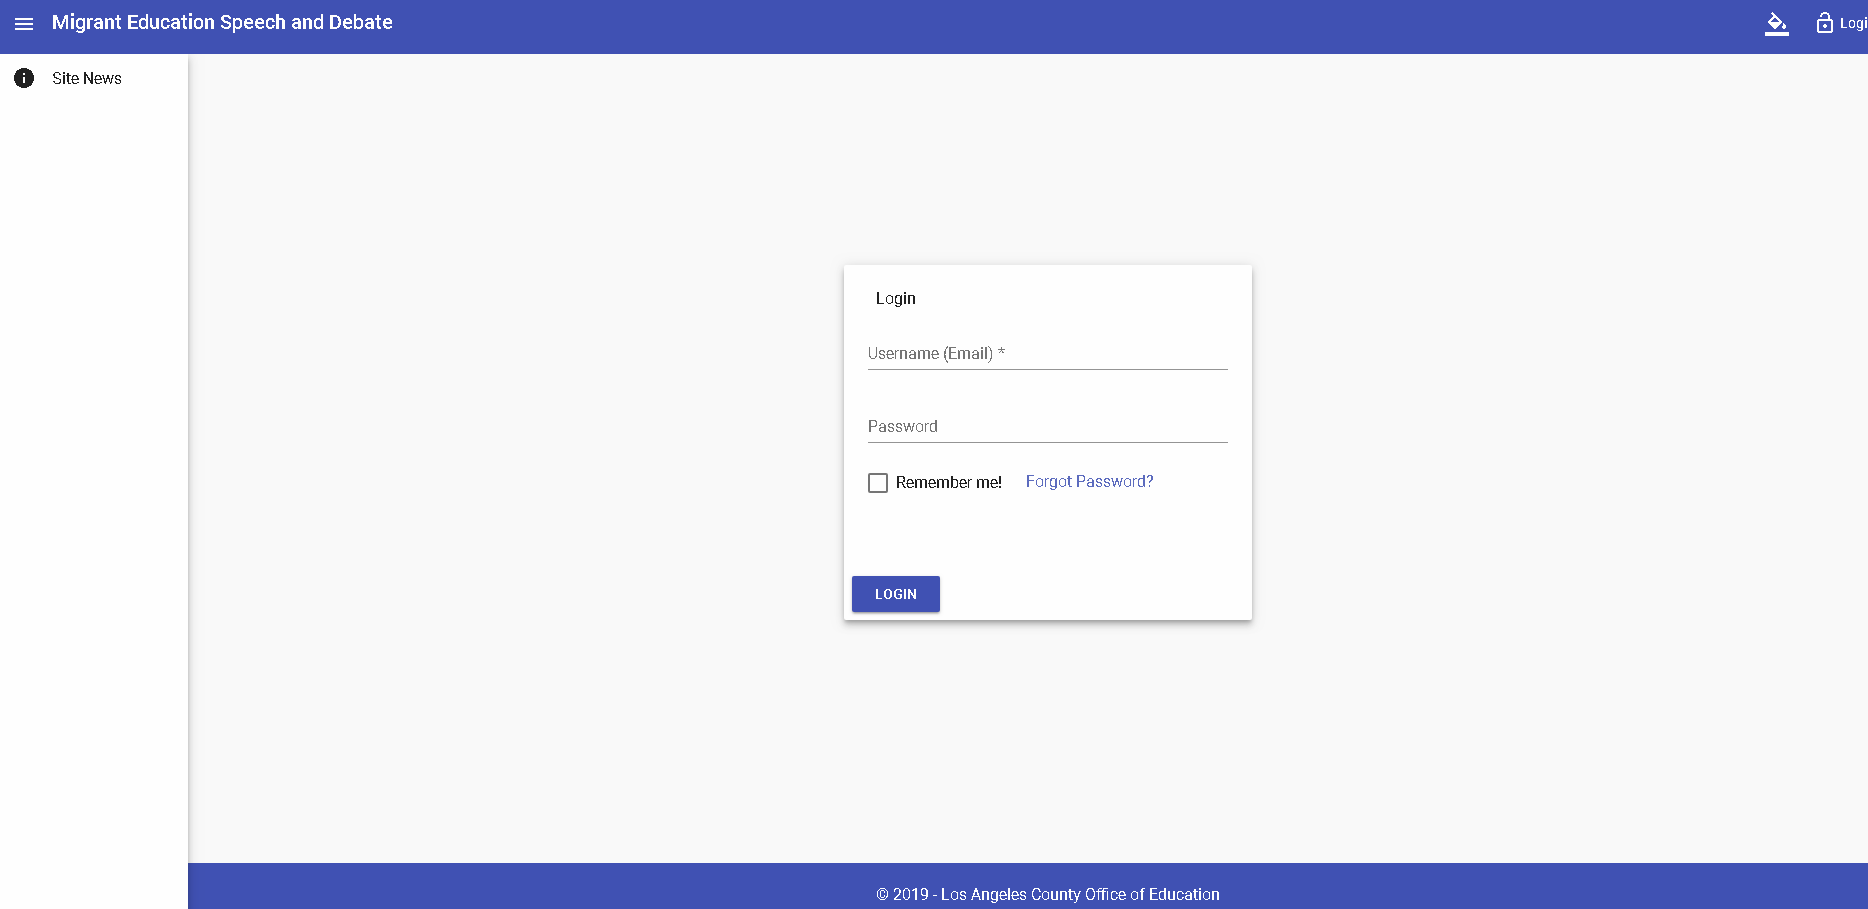 Migrant Education Speech and Debate
Logi
Site News
Login
Username (Email) *
Password
Remember me! Forgot Password?
LOGIN
© 2019 - Los Angeles County Office of Education